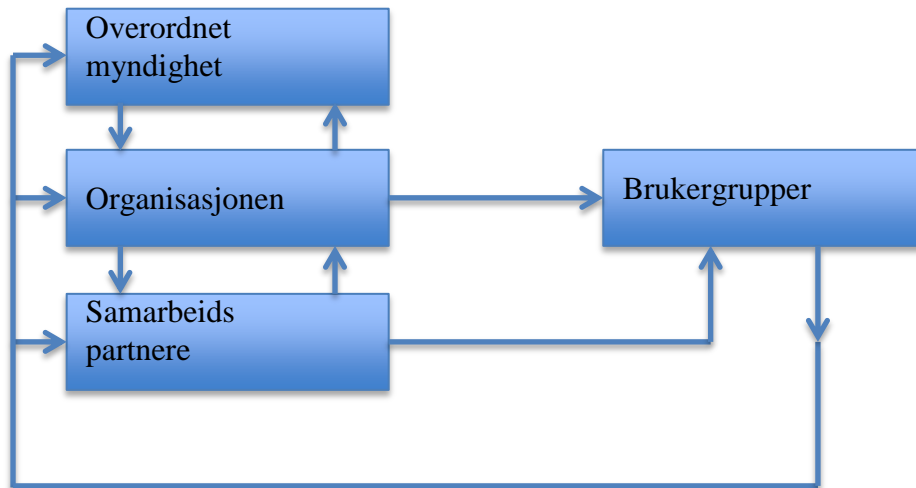 Overordnet
myndighet
Organisasjonen
Brukergrupper
Samarbeids
partnere